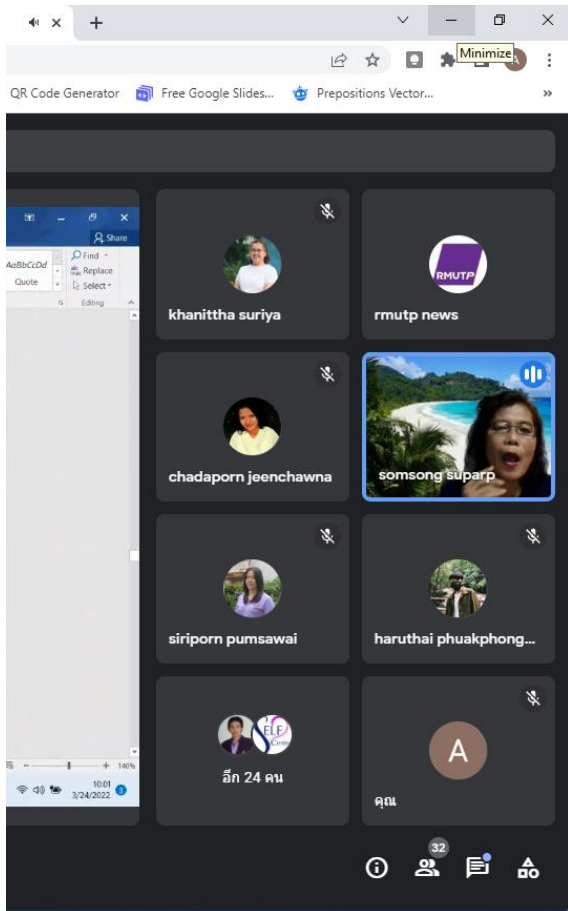 Minimize
A
QR Code Generator
Free Google Slides...
Prepositions Vector...
»
Share
AaBbCcDd
Quote
Find
Replace
Select
Editing
khanittha suriya
RMUTP
rmutp news
chadaporn jeenchawna
somsong suparp
siriporn pumsawai
haruthai phuakphong...
ELF
อีก 24 คน
A
คุณ
140%
10:01
3/24/2022
3
32